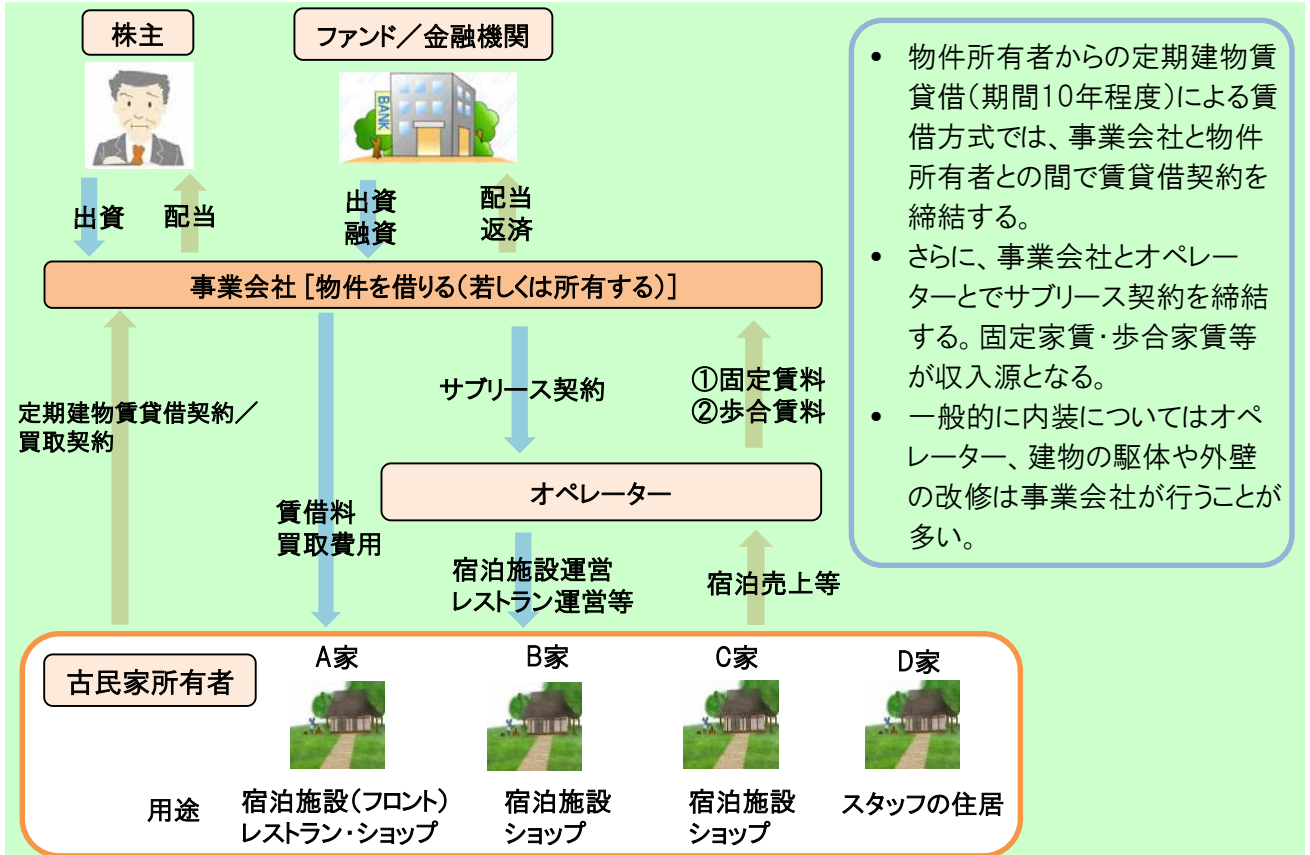 株主
ファンド／金融機関
BANK
出資
配当
出資
融資
配当
返済
事業会社［物件を借りる（若しくは所有する）］
定期建物賃貸借契約／
買取契約
賃借料
買取費用
サブリース契約
①固定賃料
②歩合賃料
オペレーター
宿泊施設運営
レストラン運営等
宿泊売上等
古民家所有者
A家
B家
C家
D家
用途
宿泊施設（フロント）
レストラン・ショップ
宿泊施設
ショップ
宿泊施設
ショップ
スタッフの住居
• 物件所有者からの定期建物賃
貸借（期間10年程度）による賃
借方式では、事業会社と物件
所有者との間で賃貸借契約を
締結する。
• さらに、事業会社とオペレー
ターとでサブリース契約を締結
する。固定家賃・歩合家賃等
が収入源となる。
• 一般的に内装についてはオペ
レーター、建物の駆体や外壁
の改修は事業会社が行うことが
多い。